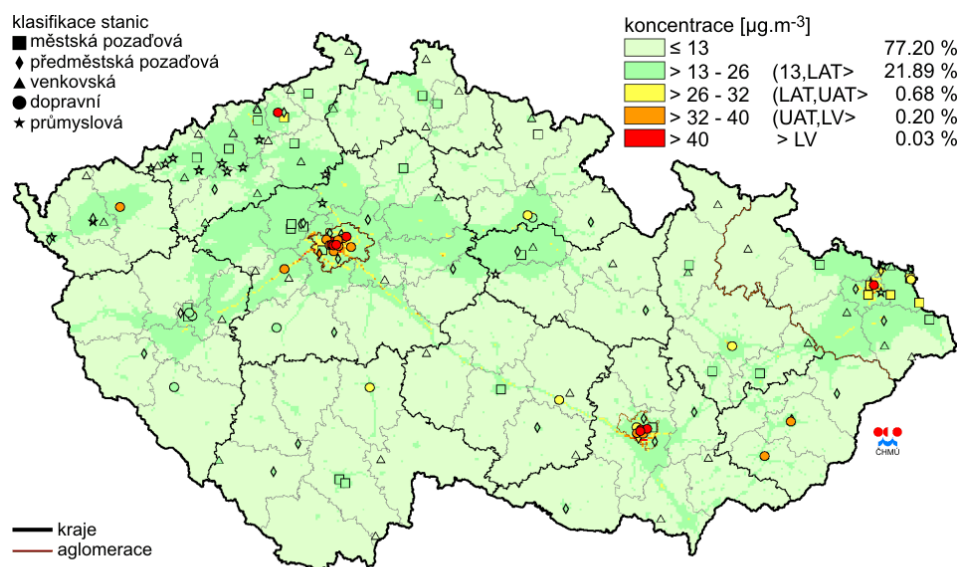 klasifikace stanic
městská pozaďová
předměstská pozaďová
venkovská
dopravní
průmyslová
koncentrace [µg.m-3]
≤ 13 77.20 %
> 13 - 26 (13,LAT> 21.89 %
> 26 - 32 (LAT,UAT> 0.68 %
> 32 - 40 (UAT,LV> 0.20 %
> 40 > LV 0.03 %
ČHMÚ
kraje
aglomerace